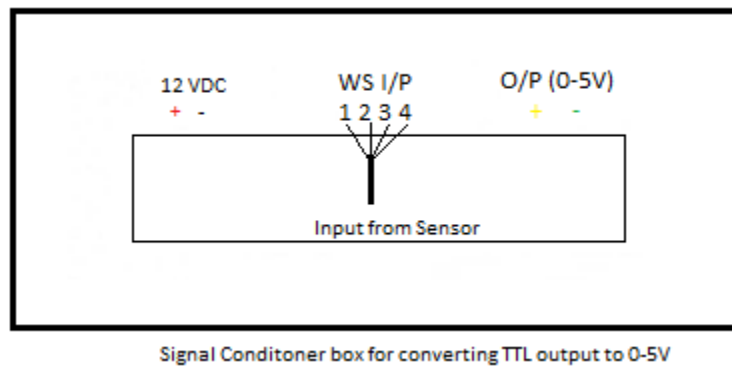 12 VDC WS I/P O/P (0-5V)
+ - 1 2 3 4 + -
Input from Sensor
Signal Conditoner box for converting TTL output to 0-5V